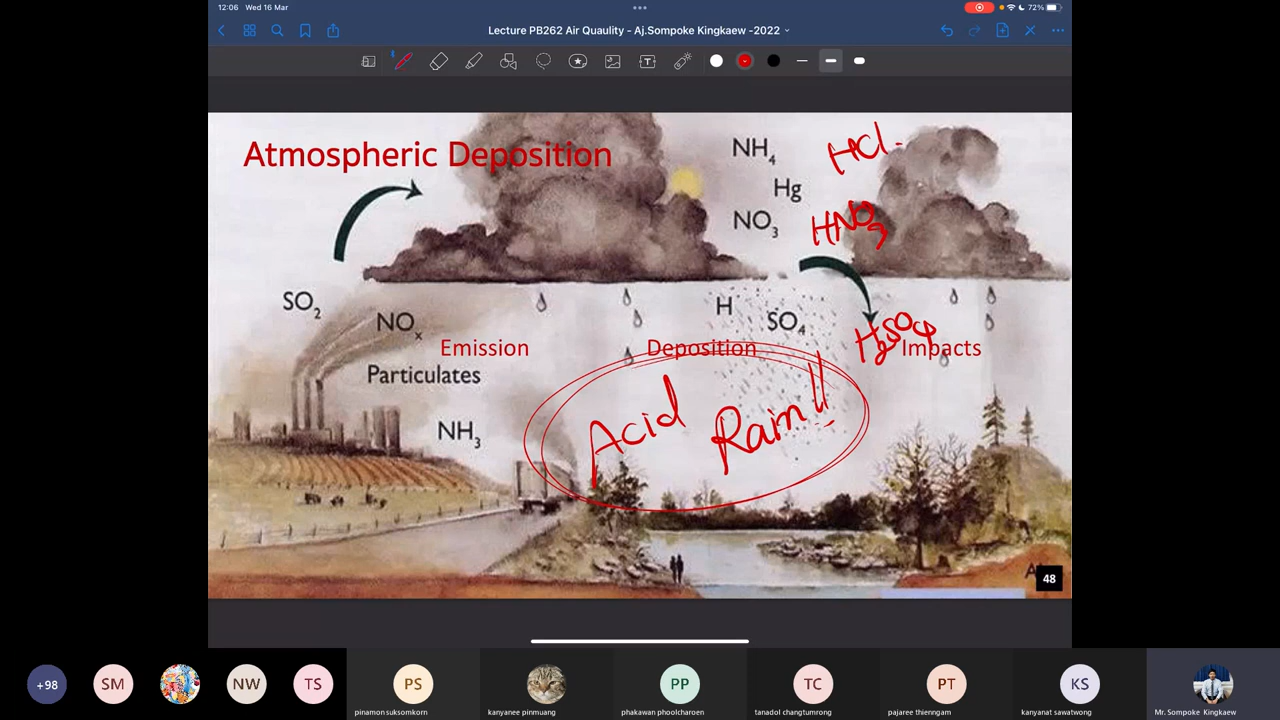 12:06 Wed 16 Mar
72%
Lecture PB262 Air Quaulity - Aj.Sompoke Kingkaew -2022
Atmospheric Deposition
NH4
HCl
Hg
NO3
HNO3
SO2
NOx
H
SO4
H2SO4
Emission
Deposition
Impacts
Particulates
Acid Rain!!
NH3
A
48
+98
SM
NW
TS
PS
PP
TC
PT
KS
pinamon suksomkorn
kanyanee pinmuang
phakawan phoolcharoen
tanadol changtumrong
pajaree thienngam
kanyanat sawatwong
Mr. Sompoke Kingkaew